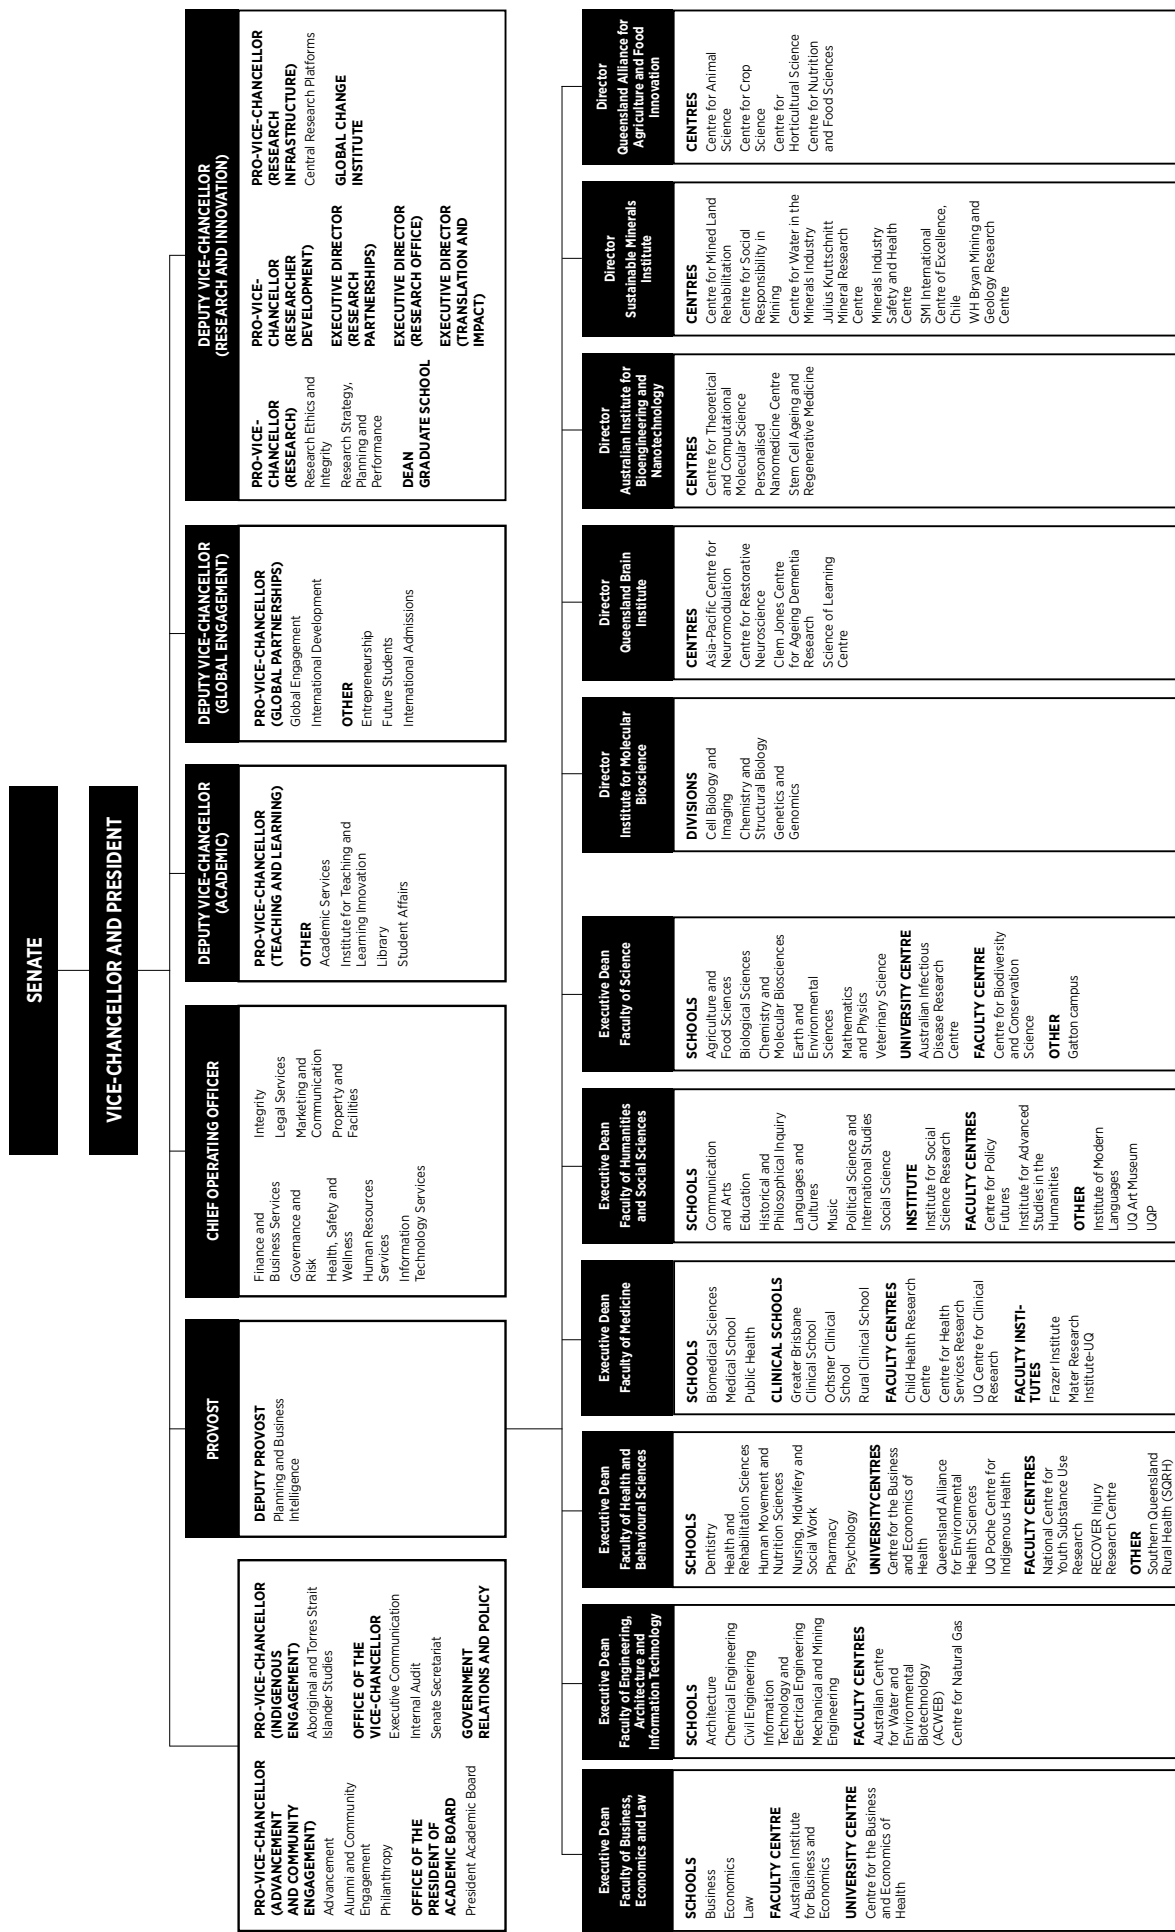 SENATE
VICE-CHANCELLOR AND PRESIDENT
PRO-VICE-CHANCELLOR
(ADVANCEMENT
AND COMMUNITY
ENGAGEMENT)
Advancement
Alumni and Community
Engagement
Philanthropy
OFFICE OF THE
PRESIDENT OF
ACADEMIC BOARD
President Academic Board
PRO-VICE-CHANCELLOR
(INDIGENOUS
ENGAGEMENT)
Aboriginal and Torres Strait
Islander Studies
OFFICE OF THE
VICE-CHANCELLOR
Executive Communication
Internal Audit
Senate Secretariat
GOVERNMENT
RELATIONS AND POLICY
PROVOST
DEPUTY PROVOST
Planning and Business
Intelligence
CHIEF OPERATING OFFICER
Finance and
Business Services
Governance and
Risk
Health, Safety and
Wellness
Human Resources
Services
Information
Technology Services
Integrity
Legal Services
Marketing and
Communication
Property and
Facilities
DEPUTY VICE-CHANCELLOR
(ACADEMIC)
PRO-VICE-CHANCELLOR
(TEACHING AND LEARNING)
OTHER
Academic Services
Institute for Teaching and
Learning Innovation
Library
Student Affairs
DEPUTY VICE-CHANCELLOR
(GLOBAL ENGAGEMENT)
PRO-VICE-CHANCELLOR
(GLOBAL PARTNERSHIPS)
Global Engagement
International Development
OTHER
Entrepreneurship
Future Students
International Admissions
DEPUTY VICE-CHANCELLOR
(RESEARCH AND INNOVATION)
PRO-VICE-
CHANCELLOR
(RESEARCH)
Research Ethics and
Integrity
Research Strategy,
Planning and
Performance
DEAN
GRADUATE SCHOOL
PRO-VICE-
CHANCELLOR
(RESEARCHER
DEVELOPMENT)
EXECUTIVE DIRECTOR
(RESEARCH
PARTNERSHIPS)
EXECUTIVE DIRECTOR
(RESEARCH OFFICE)
EXECUTIVE DIRECTOR
(TRANSLATION AND
IMPACT)
PRO-VICE-CHANCELLOR
(RESEARCH
INFRASTRUCTURE)
Central Research Platforms
GLOBAL CHANGE
INSTITUTE
Executive Dean
Faculty of Business,
Economics and Law
SCHOOLS
Business
Economics
Law
FACULTY CENTRE
Australian Institute
for Business and
Economics
UNIVERSITY CENTRE
Centre for the Business
and Economics of
Health
Executive Dean
Faculty of Engineering,
Architecture and
Information Technology
SCHOOLS
Architecture
Chemical Engineering
Civil Engineering
Information
Technology and
Electrical Engineering
Mechanical and Mining
Engineering
FACULTY CENTRES
Australian Centre
for Water and
Environmental
Biotechnology
(ACWEB)
Centre for Natural Gas
Executive Dean
Faculty of Health and
Behavioural Sciences
SCHOOLS
Dentistry
Health and
Rehabilitation Sciences
Human Movement and
Nutrition Sciences
Nursing, Midwifery and
Social Work
Pharmacy
Psychology
UNIVERSITYCENTRES
Centre for the Business
and Economics of
Health
Queensland Alliance
for Environmental
Health Sciences
UQ Poche Centre for
Indigenous Health
FACULTY CENTRES
National Centre for
Youth Substance Use
Research
RECOVER Injury
Research Centre
OTHER
Southern Queensland
Rural Health (SQRH)
Executive Dean
Faculty of Medicine
SCHOOLS
Biomedical Sciences
Medical School
Public Health
CLINICAL SCHOOLS
Greater Brisbane
Clinical School
Ochsner Clinical
School
Rural Clinical School
FACULTY CENTRES
Child Health Research
Centre
Centre for Health
Services Research
UQ Centre for Clinical
Research
FACULTY INSTI-
TUTES
Frazer Institute
Mater Research
Institute-UQ
Executive Dean
Faculty of Humanities
and Social Sciences
SCHOOLS
Communication
and Arts
Education
Historical and
Philosophical Inquiry
Languages and
Cultures
Music
Political Science and
International Studies
Social Science
INSTITUTE
Institute for Social
Science Research
FACULTY CENTRES
Centre for Policy
Futures
Institute for Advanced
Studies in the
Humanities
OTHER
Institute of Modern
Languages
UQ Art Museum
UQP
Executive Dean
Faculty of Science
SCHOOLS
Agriculture and
Food Sciences
Biological Sciences
Chemistry and
Molecular Biosciences
Earth and
Environmental
Sciences
Mathematics
and Physics
Veterinary Science
UNIVERSITY CENTRE
Australian Infectious
Disease Research
Centre
FACULTY CENTRE
Centre for Biodiversity
and Conservation
Science
OTHER
Gatton campus
Director
Institute for Molecular
Bioscience
DIVISIONS
Cell Biology and
Imaging
Chemistry and
Structural Biology
Genetics and
Genomics
Director
Queensland Brain
Institute
CENTRES
Asia-Pacific Centre for
Neuromodulation
Centre for Restorative
Neuroscience
Clem Jones Centre
for Ageing Dementia
Research
Science of Learning
Centre
Director
Australian Institute for
Bioengineering and
Nanotechnology
CENTRES
Centre for Theoretical
and Computational
Molecular Science
Personalised
Nanomedicine Centre
Stem Cell Ageing and
Regenerative Medicine
Director
Sustainable Minerals
Institute
CENTRES
Centre for Mined Land
Rehabilitation
Centre for Social
Responsibility in
Mining
Centre for Water in the
Minerals Industry
Julius Kruttschnitt
Mineral Research
Centre
Minerals Industry
Safety and Health
Centre
SMI International
Centre of Excellence,
Chile
WH Bryan Mining and
Geology Research
Centre
Director
Queensland Alliance for
Agriculture and Food
Innovation
CENTRES
Centre for Animal
Science
Centre for Crop
Science
Centre for
Horticultural Science
Centre for Nutrition
and Food Sciences